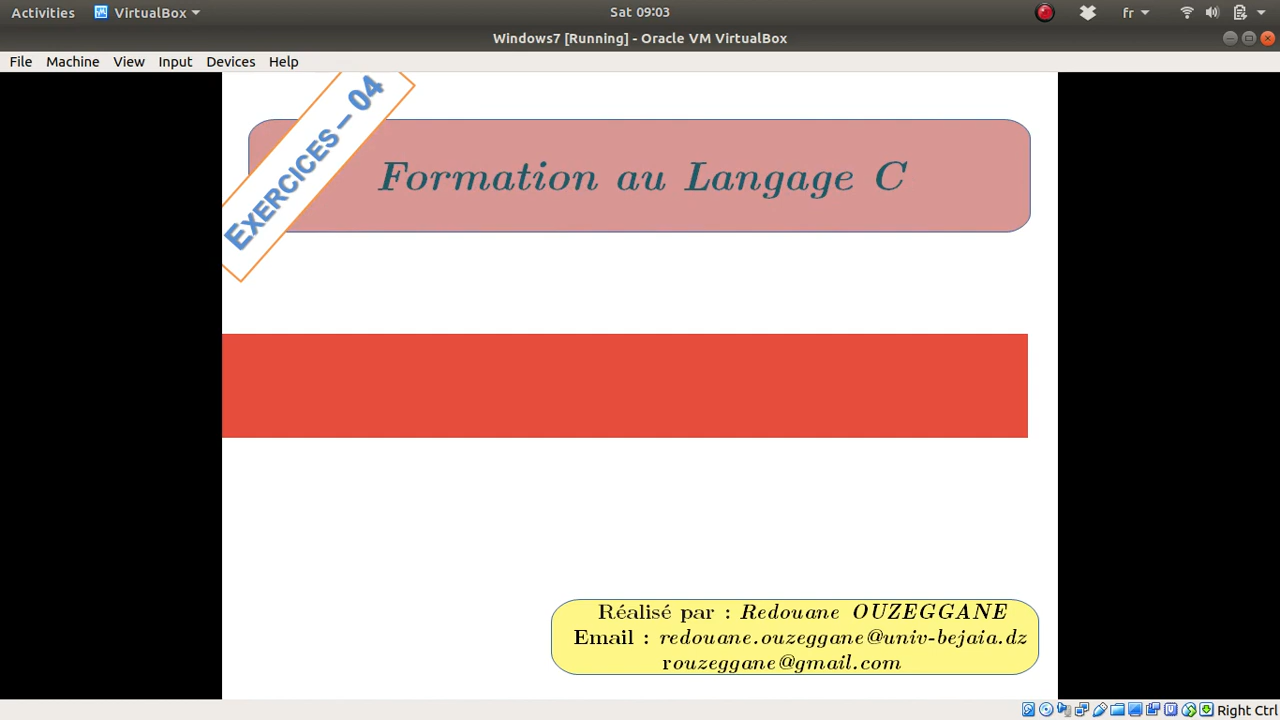 Activities VirtualBox Sat 09:03 fr
Windows7 [Running] - Oracle VM VirtualBox
File Machine View Input Devices Help
EXERCICES – 04
Formation au Langage C
Réalisé par : Redouane OUZEGGANE
Email : redouane.ouzeggane@univ-bejaia.dz
rouzeggane@gmail.com
Right Ctrl